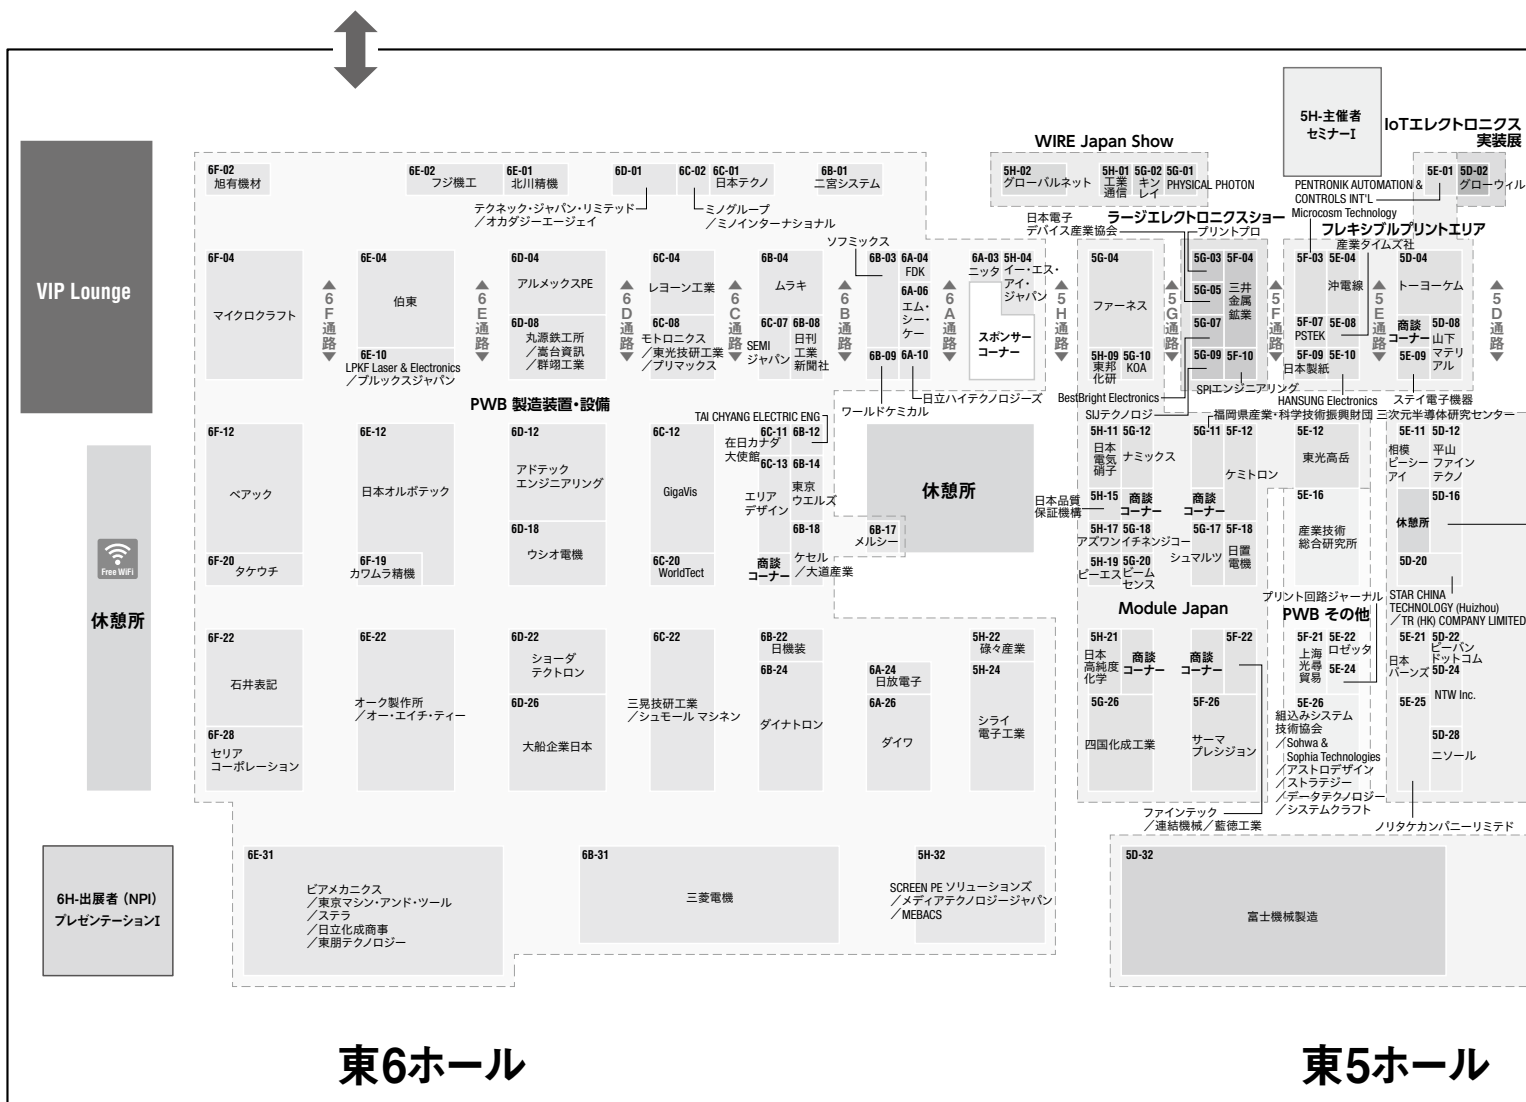 VIP Lounge
Free WiFi
休憩所
6H-出展者（NPI）
プレゼンテーションI
6F-02
旭有機材
6E-02
フジ機工
6E-01
北川精機
6D-01
テクネック・ジャパン・リミテッド
／オカダジーエージェイ
6C-02
ミノグループ
／ミノインターナショナル
6C-01
日本テクノ
6B-01
二宮システム
6F-04
マイクロクラフト
6F通路
6E-04
伯東
6E-10
LPKF Laser & Electronics
／プルックスジャパン
6E通路
6D-04
アルメックスPE
6D-08
丸源鉄工所
／嵩台資訊
／群翊工業
6D通路
6C-04
レヨーン工業
6C-08
モトロニクス
／東光技研工業
／プリマックス
6C通路
6B-04
ムラキ
6C-07
SEMI
ジャパン
6B-08
日刊
工業
新聞社
6B通路
ソフミックス
6B-03
6A-04
FDK
6A-06
エム・
シー・
ケー
6B-09
ワールドケミカル
6A-10
日立ハイテクノロジーズ
6A通路
6A-03
ニッタ
5H-04
イー・エス・
アイ・
ジャパン
スポンサー
コーナー
PWB 製造装置・設備
6F-12
ペアック
6F-20
タケウチ
6E-12
日本オルボテック
6F-19
カワムラ精機
6D-12
アドテック
エンジニアリング
6D-18
ウシオ電機
6C-12
GigaVis
6C-20
WorldTect
TAI CHYANG ELECTRIC ENG
6C-11
在日カナダ
大使館
6B-12
6C-13
エリア
デザイン
6B-14
東京
ウエルズ
6B-18
ケセル
／大道産業
商談
コーナー
休憩所
6B-17
メルシー
6F-22
石井表記
6F-28
セリア
コーポレーション
6E-22
オーク製作所
／オー・エイチ・ティー
6D-22
ショーダ
テクトロン
6D-26
大船企業日本
6C-22
三晃技研工業
／シュモール マシネン
6B-22
日機装
6B-24
ダイナトロン
6A-24
日放電子
6A-26
ダイワ
5H-22
碌々産業
5H-24
シライ
電子工業
6E-31
ビアメカニクス
／東京マシン・アンド・ツール
／ステラ
／日立化成商事
／東朋テクノロジー
6B-31
三菱電機
5H-32
SCREEN PE ソリューションズ
／メディアテクノロジージャパン
／MEBACS
東6ホール
WIRE Japan Show
5H-02
グローバルネット
5H-01
工業
通信
5G-02
キン
レイ
5G-01
PHYSICAL PHOTON
5H-主催者
セミナーI
IoTエレクトロニクス
実装展
5E-01
5D-02
グローウィル
PENTRONIK AUTOMATION &
CONTROLS INT'L
Microcosm Technology
日本電子
デバイス産業協会
ラージエレクトロニクスショー
プリントプロ
フレキシブルプリントエリア
産業タイムズ社
5H通路
5G-04
ファーネス
5H-09
東邦
化研
5G-10
KOA
5G通路
5G-03
5G-05
5G-07
5G-09
5F-04
三井
金属
鉱業
5F-10
SPIエンジニアリング
BestBright Electronics
SIJテクノロジ
5F通路
5F-03
5E-04
沖電線
5F-07
PSTEK
5E-08
5F-09
日本製紙
5E-10
HANSUNG Electronics
5E通路
5D-04
トーヨーケム
商談
コーナー
5D-08
山下
マテリ
アル
5E-09
ステイ電子機器
5D通路
福岡県産業・科学技術振興財団 三次元半導体研究センター
5H-11
日本
電気
硝子
5G-12
ナミックス
5H-15
日本品質
保証機構
商談
コーナー
5H-17
アズワン
5G-18
イチネンジコー
5H-19
ピーエス
5G-20
ビーム
センス
5G-11
5F-12
ケミトロン
商談
コーナー
5G-17
シュマルツ
5F-18
日置
電機
5E-12
東光高岳
5E-16
産業技術
総合研究所
5E-11
相模
ピーシー
アイ
5D-12
平山
ファイン
テクノ
休憩所
5D-16
5D-20
STAR CHINA
TECHNOLOGY (Huizhou)
／TR (HK) COMPANY LIMITED
プリント回路ジャーナル
Module Japan
PWB その他
5H-21
日本
高純度
化学
商談
コーナー
商談
コーナー
5F-22
5G-26
四国化成工業
5F-26
サーマ
プレシジョン
ファインテック
／連結機械／藍徳工業
5F-21
上海
光尋
貿易
5E-22
ロゼッタ
5E-24
5E-26
組込みシステム
技術協会
／Sohwa &
Sophia Technologies
／アストロデザイン
／ストラテジー
／データテクノロジー
／システムクラフト
5E-21
日本
バーンズ
5D-22
ピーバン
ドットコム
5D-24
NTW Inc.
5E-25
5D-28
ニソール
ノリタケカンパニーリミテド
5D-32
富士機械製造
東5ホール